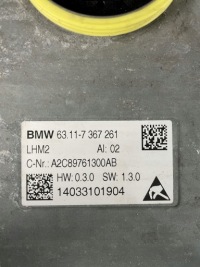 BMW 63.11-7 367 261
LHM2 AI: 02
C-Nr.: A2C89761300AB
HW: 0.3.0 SW: 1.3.0
14033101904